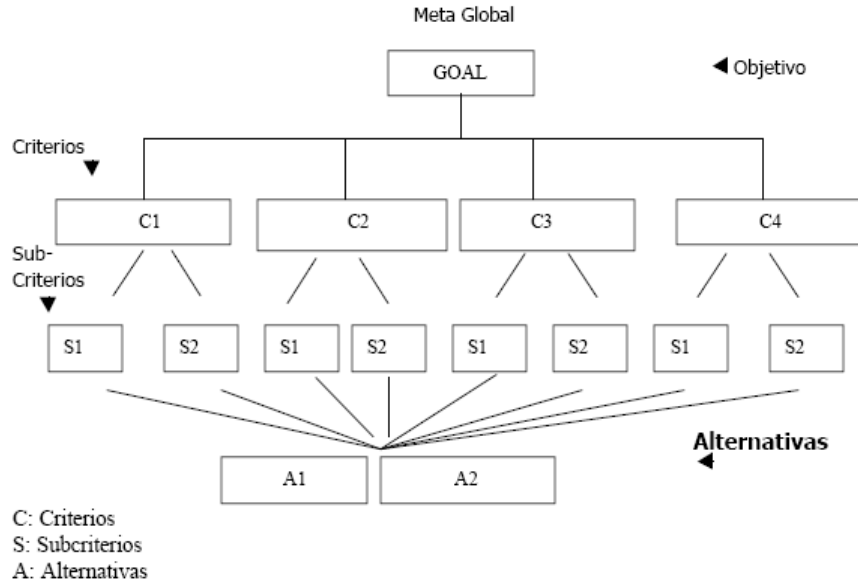 Meta Global
GOAL
Objetivo
Criterios
C1
C2
C3
C4
Sub-
Criterios
S1
S2
S1
S2
S1
S2
S1
S2
Alternativas
A1
A2
C: Criterios
S: Subcriterios
A: Alternativas